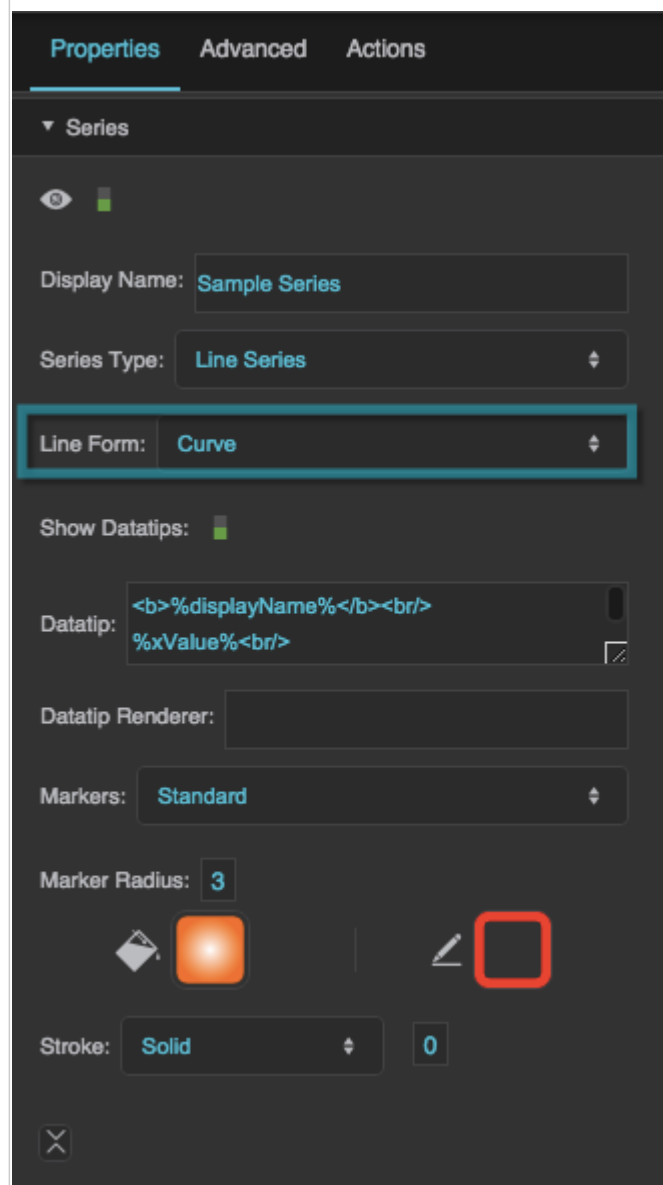 Properties Advanced Actions
Series
Display Name: Sample Series
Series Type: Line Series
Line Form: Curve
Show Datatips:
Datatip: <b>%displayName%</b><br/>
%xValue%<br/>
Datatip Renderer:
Markers: Standard
Marker Radius: 3
Stroke: Solid 0